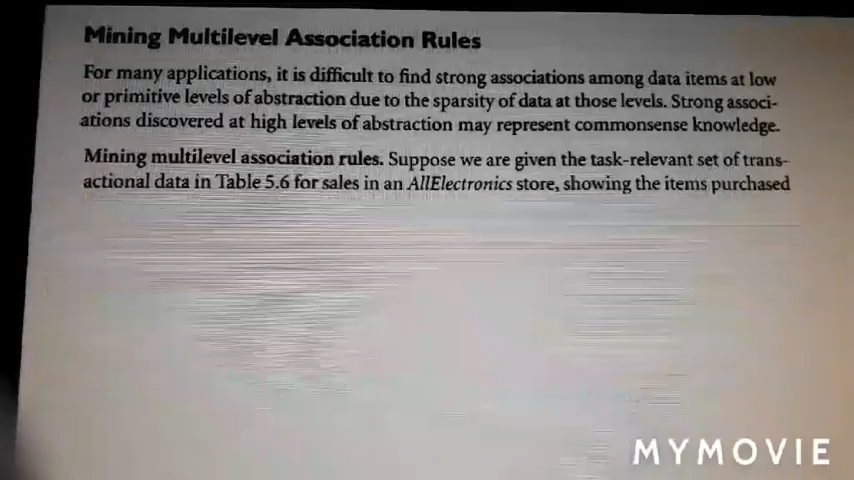 Mining Multilevel Association Rules
For many applications, it is difficult to find strong associations among data items at low
or primitive levels of abstraction due to the sparsity of data at those levels. Strong associ-
ations discovered at high levels of abstraction may represent commonsense knowledge.
Mining multilevel association rules. Suppose we are given the task-relevant set of trans-
actional data in Table 5.6 for sales in an AllElectronics store, showing the items purchased
MYMOVIE